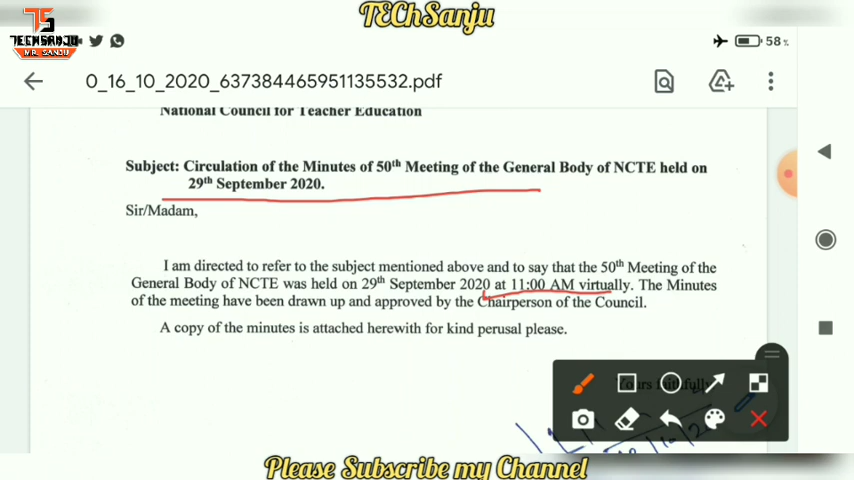 TEChSanju
TS
TECHSANJU
MR. SANJU
58%
0_16_10_2020_637384465951135532.pdf
National Council for Teacher Education
Subject: Circulation of the Minutes of 50th Meeting of the General Body of NCTE held on
29th September 2020.
Sir/Madam,
I am directed to refer to the subject mentioned above and to say that the 50th Meeting of the
General Body of NCTE was held on 29th September 2020 at 11:00 AM virtually. The Minutes
of the meeting have been drawn up and approved by the Chairperson of the Council.
A copy of the minutes is attached herewith for kind perusal please.
Yours faithfully
Please Subscribe my Channel